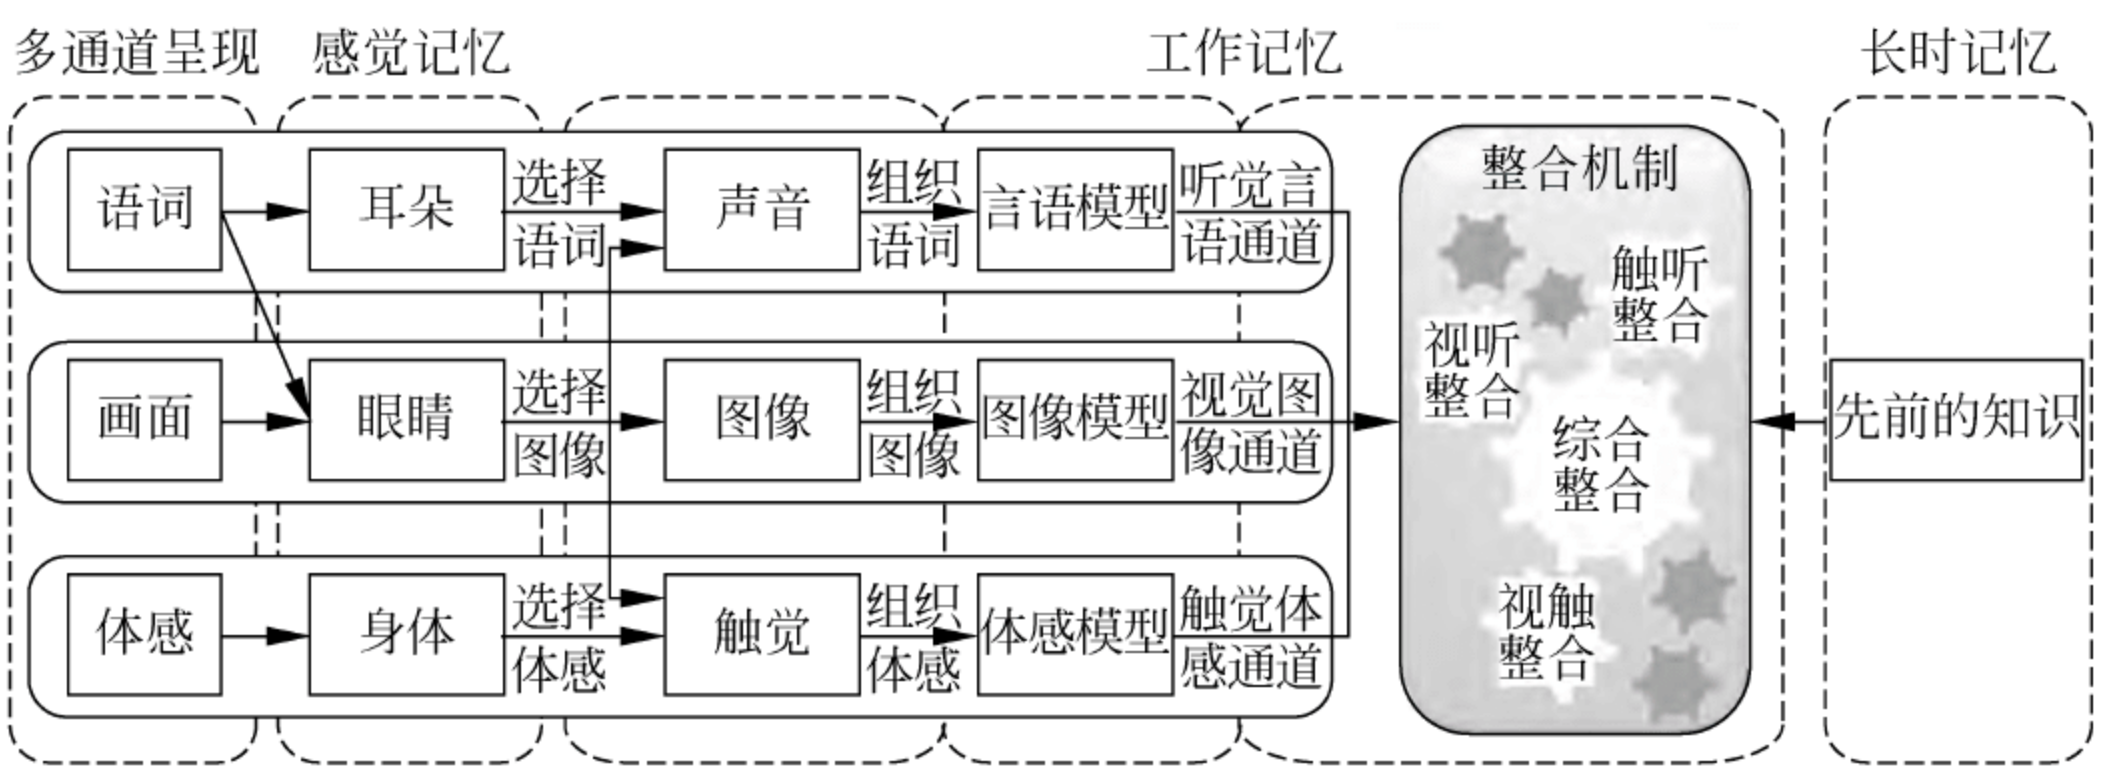 多通道呈现
感觉记忆
工作记忆
长时记忆
语词
耳朵
选择
语词
声音
组织
语词
言语模型
听觉言
语通道
画面
眼睛
选择
图像
图像
组织
图像
图像模型
视觉图
像通道
体感
身体
选择
体感
触觉
组织
体感
体感模型
触觉体
感通道
整合机制
触听
整合
视听
整合
综合
整合
视触
整合
先前的知识